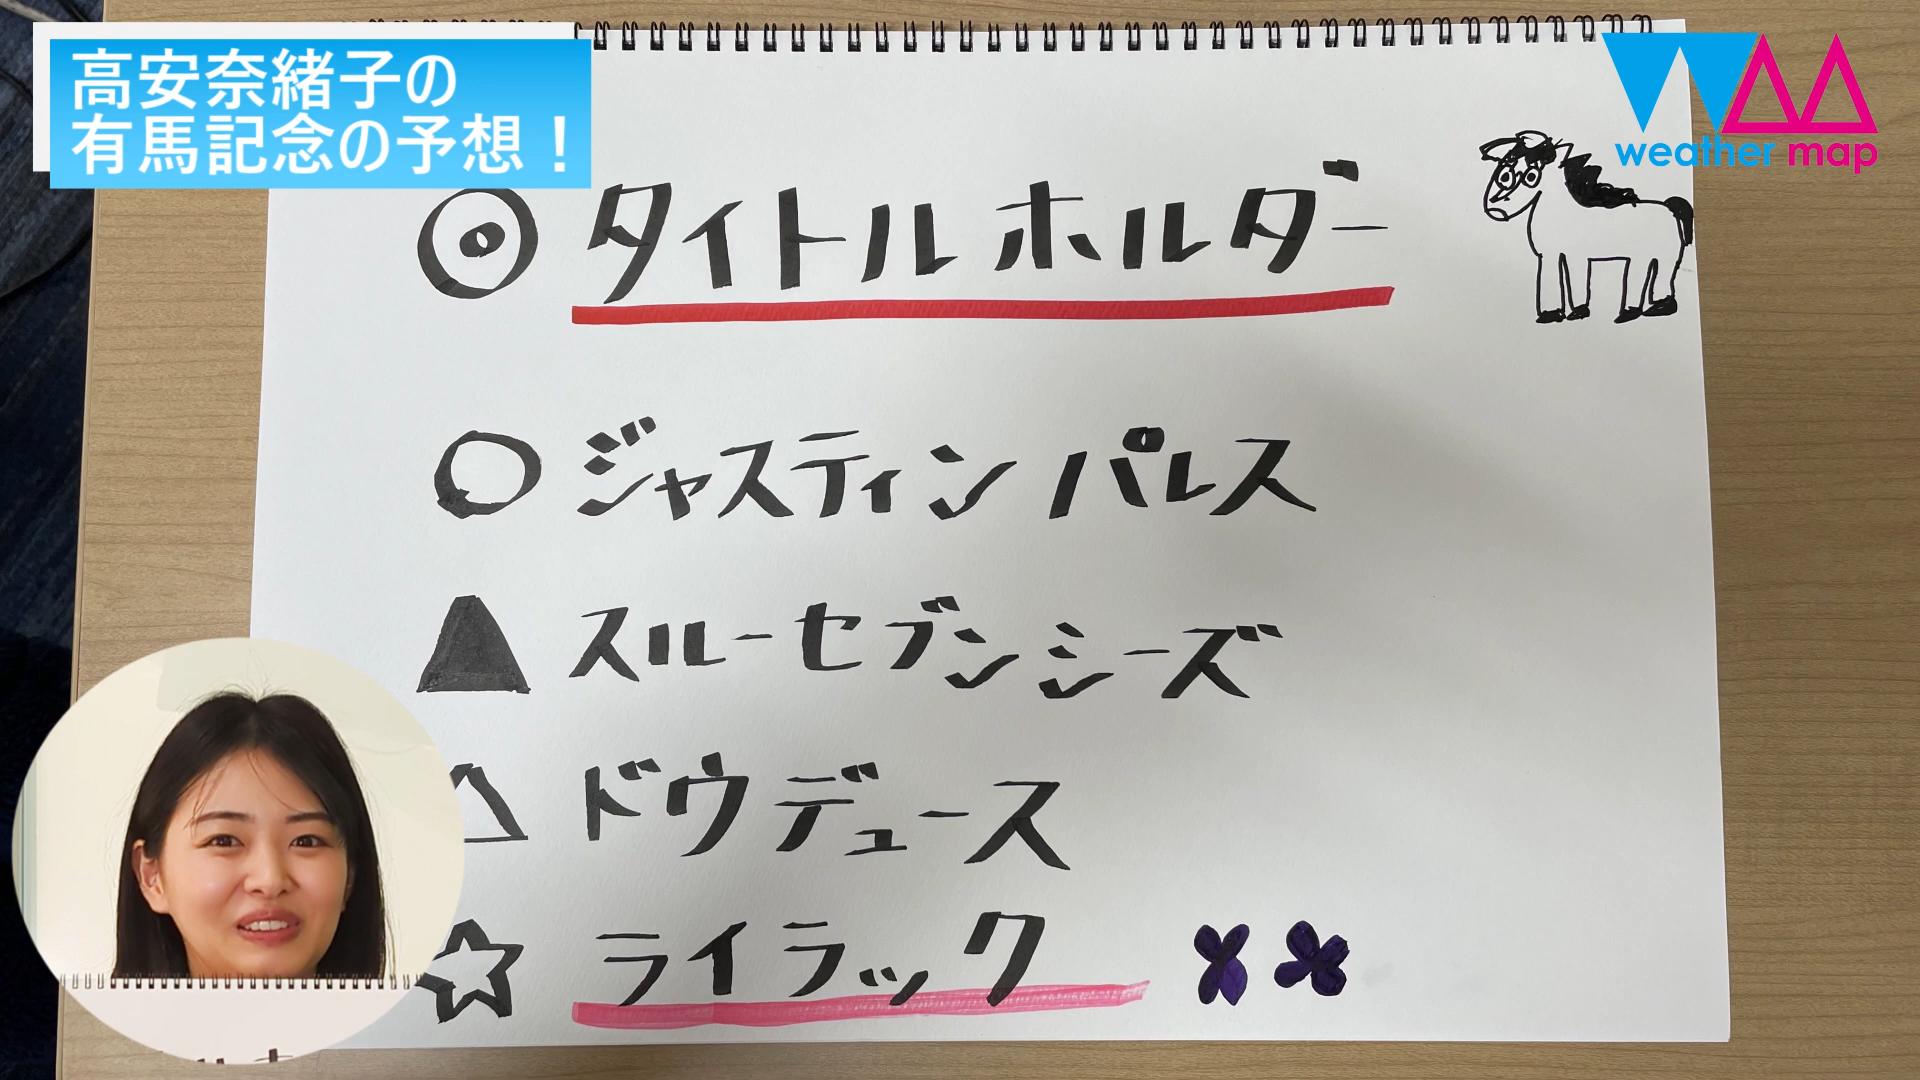 高安奈緒子の
有馬記念の予想！
weather map
◎ タイトルホルダー
○ ジャスティンパレス
▲ スルーセブンシーズ
△ ドウデュース
☆ ライラック